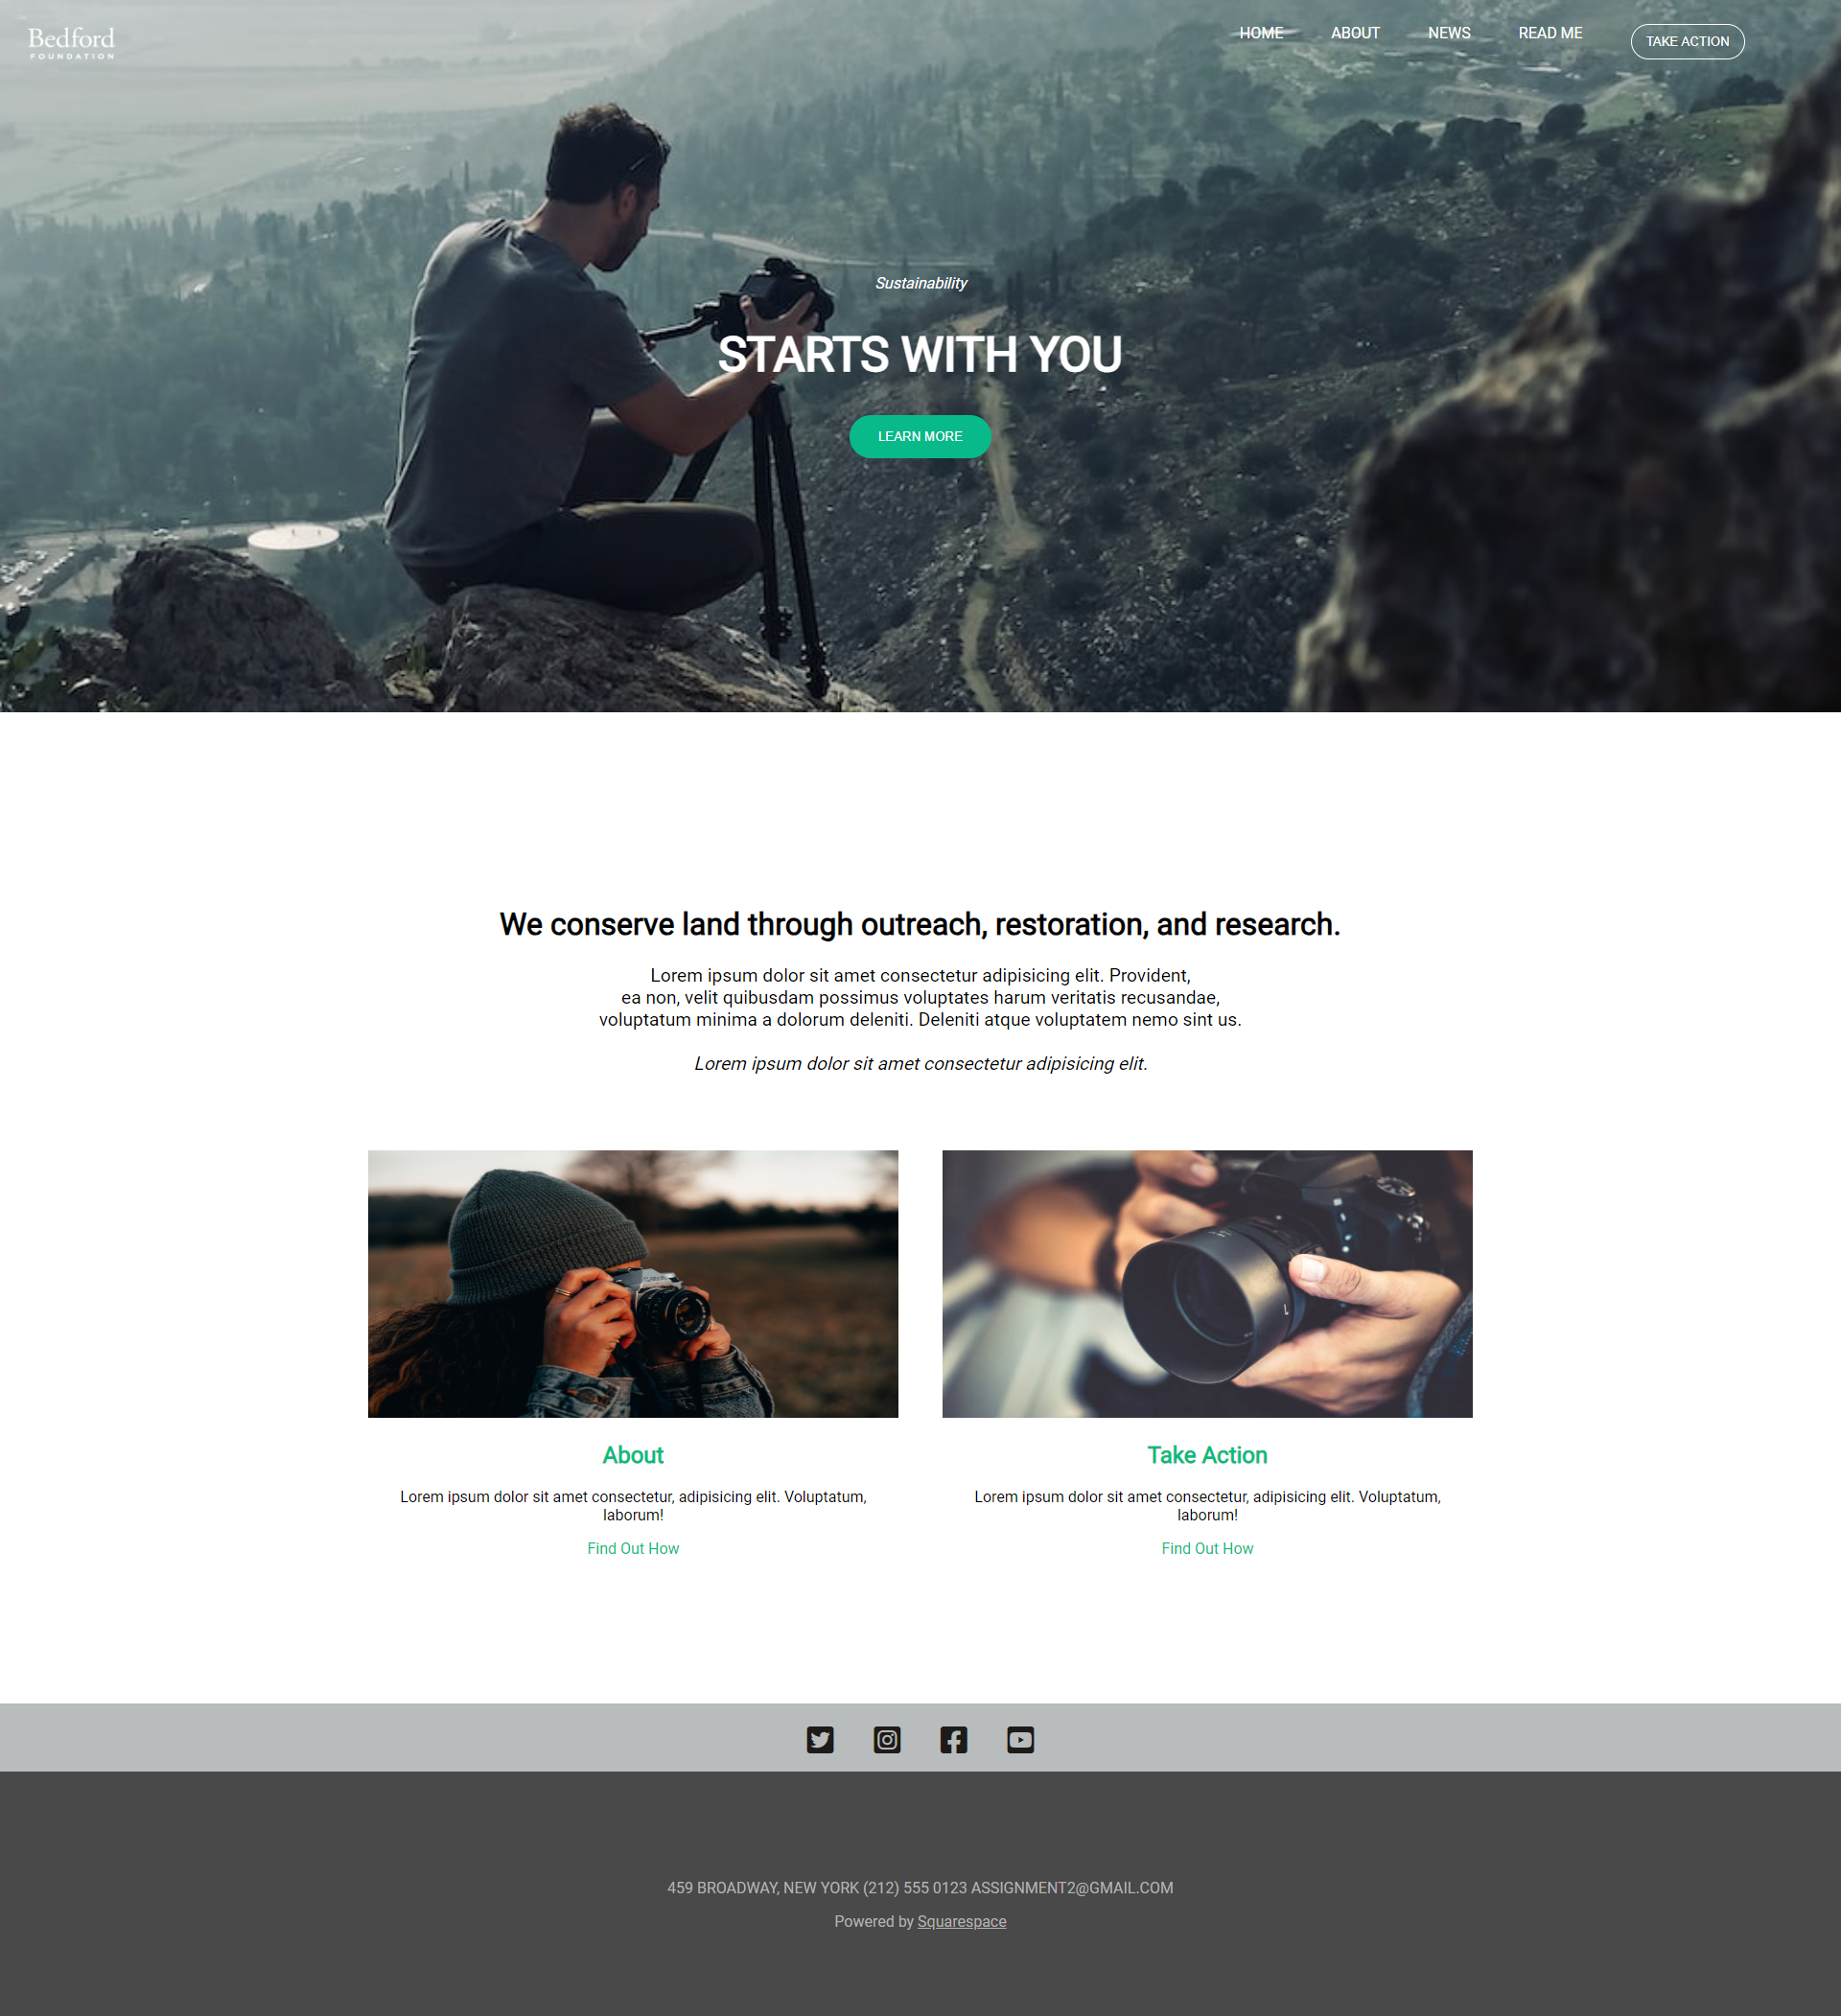 Bedford
FOUNDATION
HOME ABOUT NEWS READ ME TAKE ACTION
Sustainability
STARTS WITH YOU
LEARN MORE
We conserve land through outreach, restoration, and research.
Lorem ipsum dolor sit amet consectetur adipisicing elit. Provident,
ea non, velit quibusdam possimus voluptates harum veritatis recusandae,
voluptatum minima a dolorum deleniti. Deleniti atque voluptatem nemo sint us.
Lorem ipsum dolor sit amet consectetur adipisicing elit.
About
Lorem ipsum dolor sit amet consectetur, adipisicing elit. Voluptatum,
laborum!
Find Out How
Take Action
Lorem ipsum dolor sit amet consectetur, adipisicing elit. Voluptatum,
laborum!
Find Out How
459 BROADWAY, NEW YORK (212) 555 0123 ASSIGNMENT2@GMAIL.COM
Powered by Squarespace